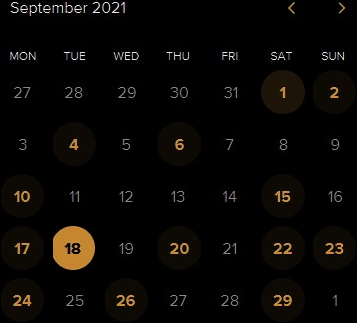 September 2021
MON TUE WED THU FRI SAT SUN
27 28 29 30 31 1 2
3 4 5 6 7 8 9
10 11 12 13 14 15 16
17 18 19 20 21 22 23
24 25 26 27 28 29 1